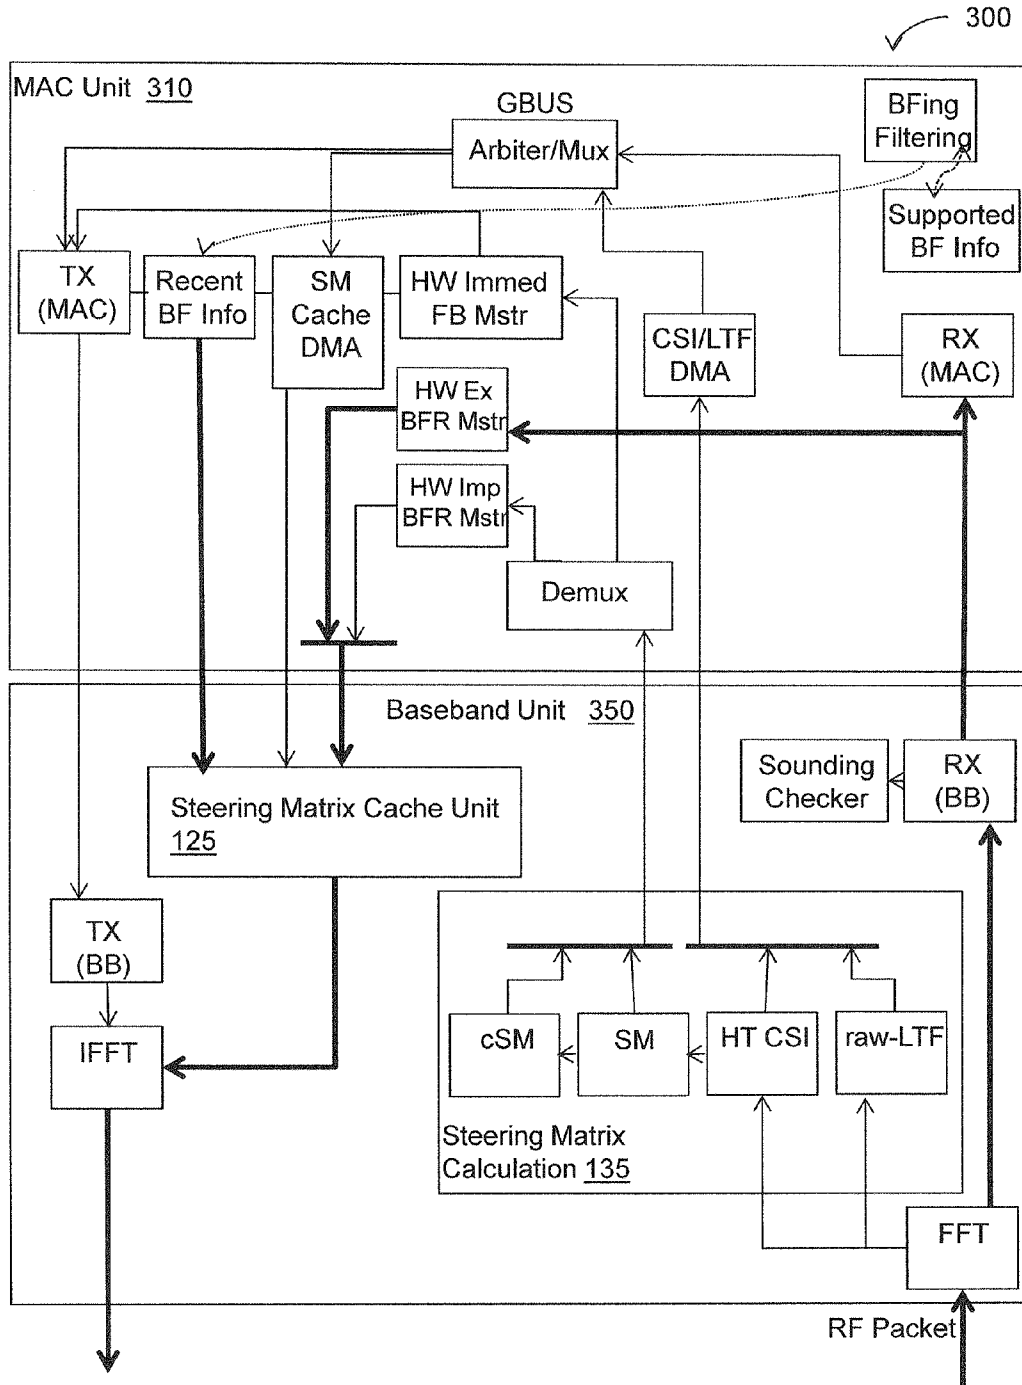 300
MAC Unit 310
GBUS
Arbiter/Mux
BFing
Filtering
Supported
BF Info
TX
(MAC)
Recent
BF Info
SM
Cache
DMA
HW Immed
FB Mstr
CSI/LTF
DMA
RX
(MAC)
HW Ex
BFR Mstr
HW Imp
BFR Mstr
Demux
Baseband Unit 350
Steering Matrix Cache Unit
125
Sounding
Checker
RX
(BB)
TX
(BB)
IFFT
cSM
SM
HT CSI
raw-LTF
Steering Matrix
Calculation 135
FFT
RF Packet